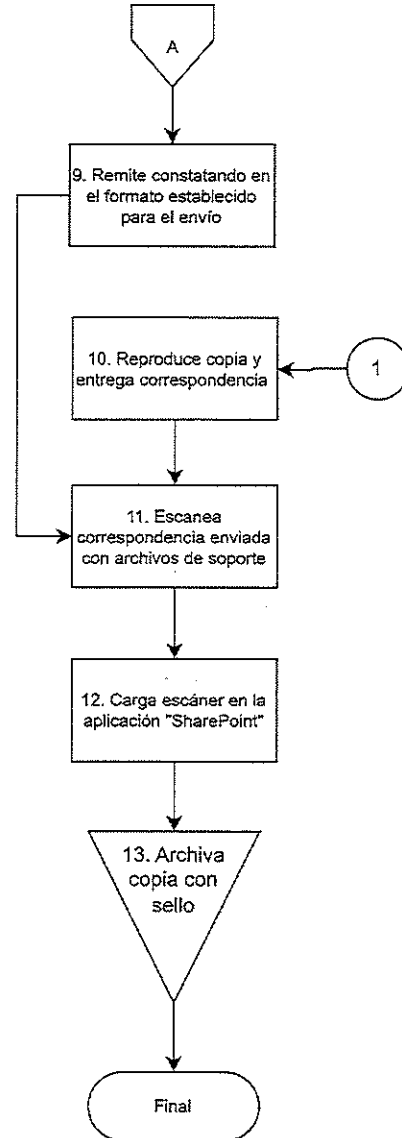 A
9. Remite constatando en
el formato establecido
para el envío
10. Reproduce copia y
entrega correspondencia
1
11. Escanea
correspondencia enviada
con archivos de soporte
12. Carga escáner en la
aplicación "SharePoint"
13. Archiva
copia con
sello
Final